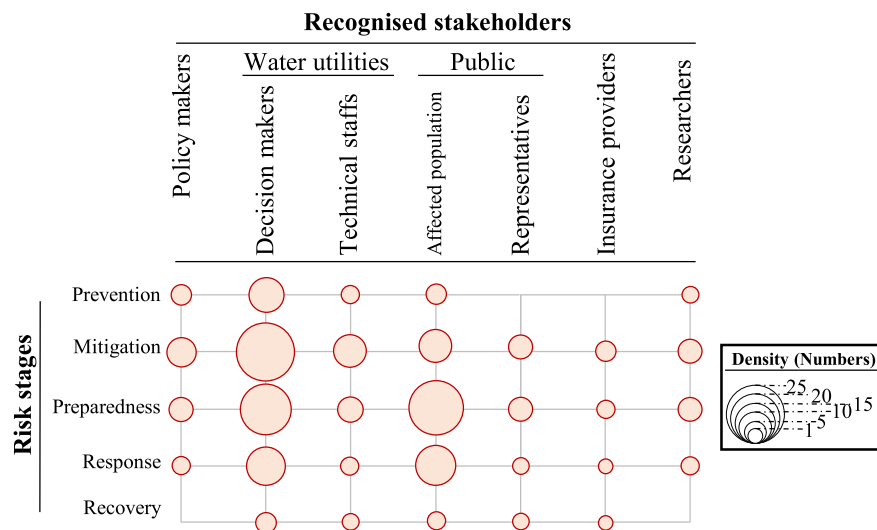 Recognised stakeholders
Water utilities
Public
Policy makers
Decision makers
Technical staffs
Affected population
Representatives
Insurance providers
Researchers
Risk stages
Prevention
Mitigation
Preparedness
Response
Recovery
Density (Numbers)
25
20
15
10
5
1